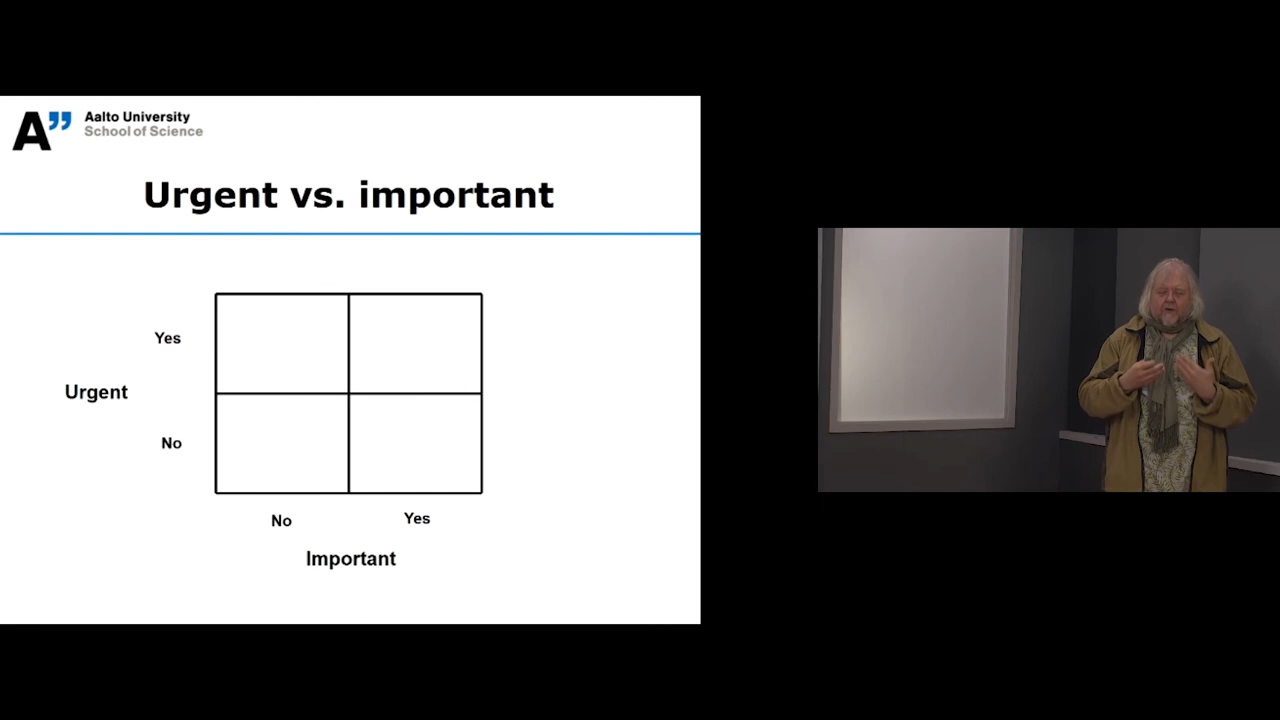 A”
Aalto University
School of Science
Urgent vs. important
Yes
Urgent
No
No
Yes
Important